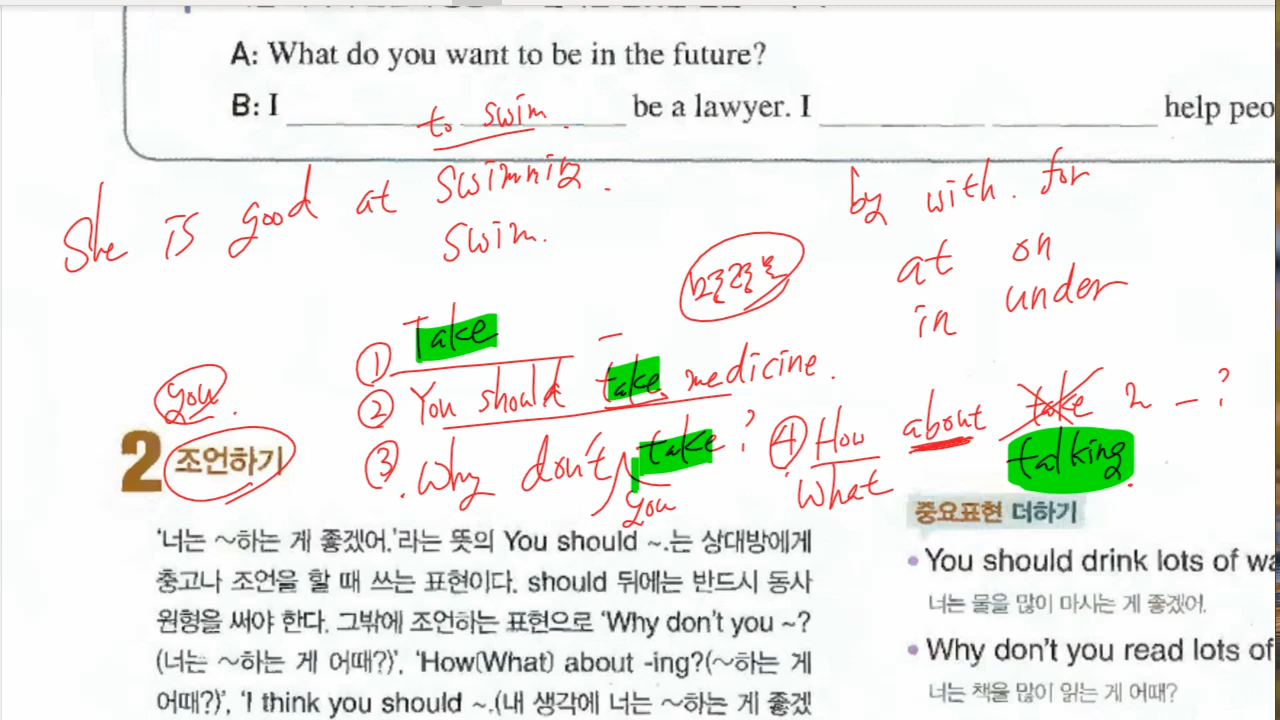 A: What do you want to be in the future?
B: I be a lawyer. I help peo
to swim.
She is good at swimming.
swim.
by with. for
at on
in under
① Take
② You should take medicine.
you.
③ Why don't take?
you
④ How about take ?
What
talking.
2 조언하기
'너는 ~하는 게 좋겠어.'라는 뜻의 You should ~.는 상대방에게
충고나 조언을 할 때 쓰는 표현이다. should 뒤에는 반드시 동사
원형을 써야 한다. 그밖에 조언하는 표현으로 'Why don't you ~?
(너는 ~하는 게 어때?)', 'How(What) about -ing?(~하는 게
어때?)', 'I think you should ~.(내 생각에 너는 ~하는 게 좋겠
중요표현 더하기
• You should drink lots of wa
너는 물을 많이 마시는 게 좋겠어.
• Why don't you read lots of
너는 책을 많이 읽는 게 어때?